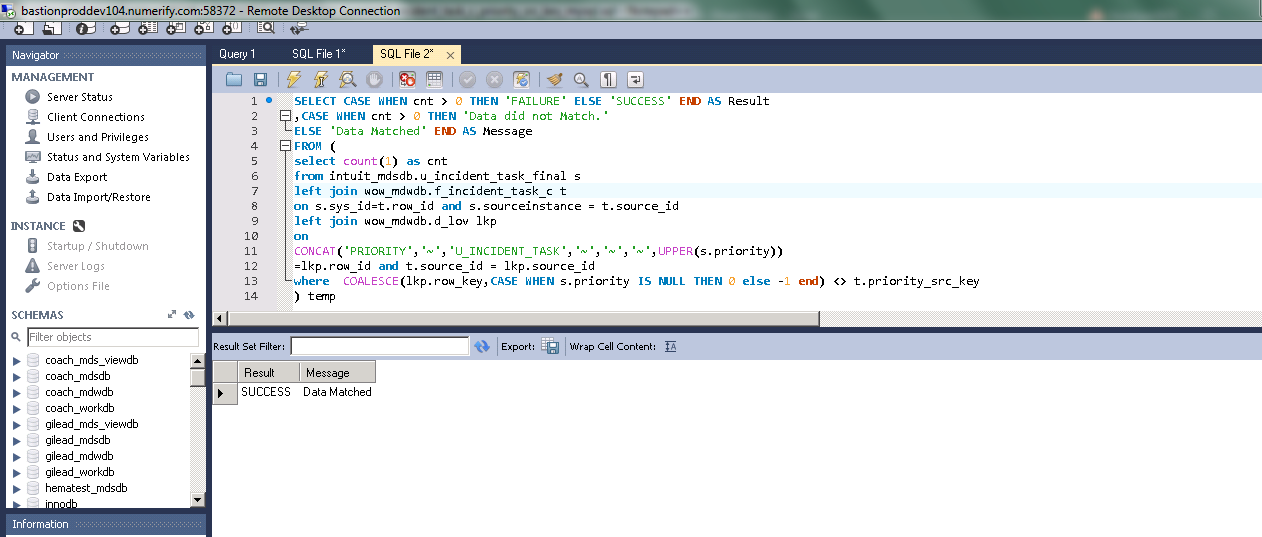 bastionproddev104.numerify.com:58372 - Remote Desktop Connection
Navigator
MANAGEMENT
Server Status
Client Connections
Users and Privileges
Status and System Variables
Data Export
Data Import/Restore
INSTANCE
Startup / Shutdown
Server Logs
Options File
SCHEMAS
Filter objects
coach_mds_viewdb
coach_mdsdb
coach_mdwdb
coach_workdb
gilead_mds_viewdb
gilead_mdsdb
gilead_mdwdb
gilead_workdb
hematest_mdsdb
innodb
Information
Query 1 SQL File 1* SQL File 2*
1 SELECT CASE WHEN cnt > 0 THEN 'FAILURE' ELSE 'SUCCESS' END AS Result
2 ,CASE WHEN cnt > 0 THEN 'Data did not Match.'
3 ELSE 'Data Matched' END AS Message
4 FROM (
5 select count(1) as cnt
6 from intuit_mdsdb.u_incident_task_final s
7 left join wow_mdwdb.f_incident_task_c t
8 on s.sys_id=t.row_id and s.sourceinstance = t.source_id
9 left join wow_mdwdb.d_lov lkp
10 on
11 CONCAT('PRIORITY','~','U_INCIDENT_TASK','~','~','~',UPPER(s.priority))
12 =lkp.row_id and t.source_id = lkp.source_id
13 where COALESCE(lkp.row_key,CASE WHEN s.priority IS NULL THEN 0 else -1 end) <> t.priority_src_key
14 ) temp
Result Set Filter: Export: Wrap Cell Content:
Result Message
SUCCESS Data Matched